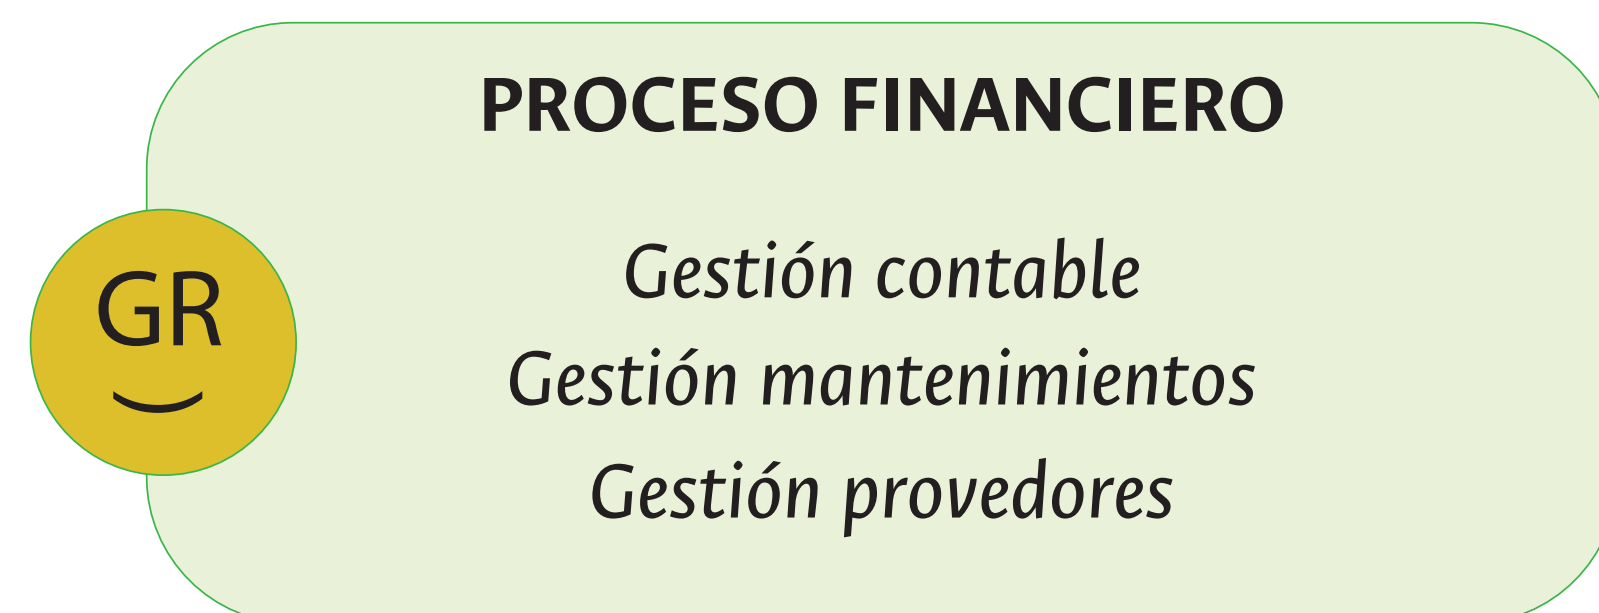 PROCESO FINANCIERO
GR
Gestión contable
Gestión mantenimientos
Gestión provedores